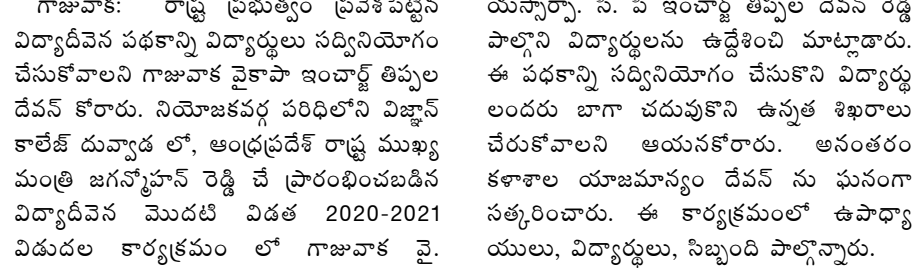 గాజువాక: రాష్ట్ర ప్రభుత్వం ప్రవేశపెట్టిన
విద్యాదీవెన పథకాన్ని విద్యార్థులు సద్వినియోగం
చేసుకోవాలని గాజువాక వైకాపా ఇంచార్జ్ తిప్పల
దేవన్ కోరారు. నియోజకవర్గ పరిధిలోని విజ్ఞాన్
కాలేజ్ దువ్వాడ లో, ఆంధ్రప్రదేశ్ రాష్ట్ర ముఖ్య
మంత్రి జగన్మోహన్ రెడ్డి చే ప్రారంభించబడిన
విద్యాదీవెన మొదటి విడత 2020-2021
విడుదల కార్యక్రమం లో గాజువాక వై.
యస్సార్పా. సి. పి ఇంచార్జ్ తిప్పల దేవన్ రెడ్డి
పాల్గొని విద్యార్థులను ఉద్దేశించి మాట్లాడారు.
ఈ పధకాన్ని సద్వినియోగం చేసుకొని విద్యార్థు
లందరు బాగా చదువుకొని ఉన్నత శిఖరాలు
చేరుకోవాలని ఆయనకోరారు. అనంతరం
కళాశాల యాజమాన్యం దేవన్ ను ఘనంగా
సత్కరించారు. ఈ కార్యక్రమంలో ఉపాధ్యా
యులు, విద్యార్థులు, సిబ్బంది పాల్గొన్నారు.